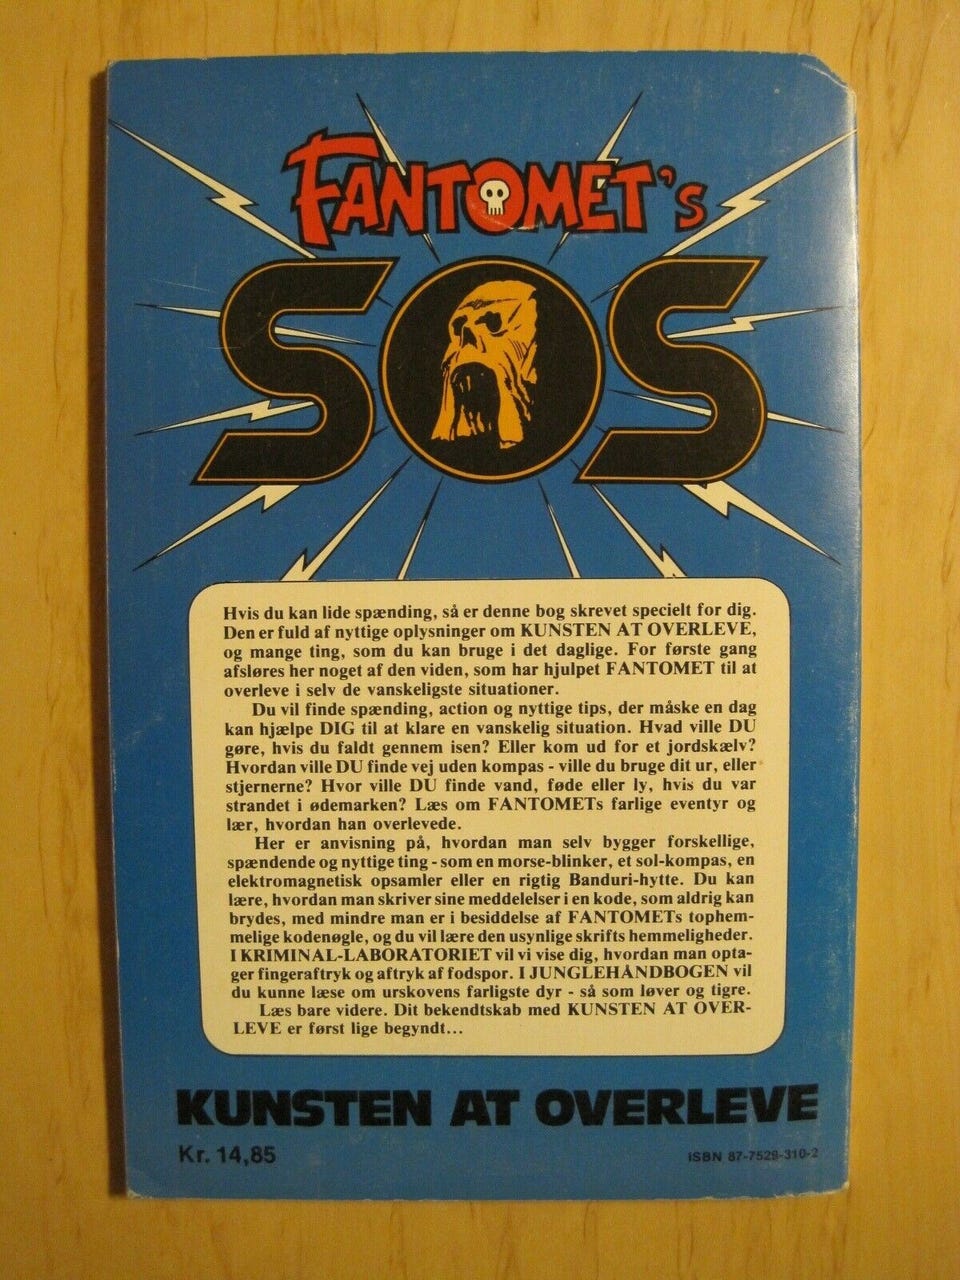 FANTOMET's
SOS
Hvis du kan lide spænding, så er denne bog skrevet specielt for dig.
Den er fuld af nyttige oplysninger om KUNSTEN AT OVERLEVE,
og mange ting, som du kan bruge i det daglige. For første gang
afsløres her noget af den viden, som har hjulpet FANTOMET til at
overleve i selv de vanskeligste situationer.
Du vil finde spænding, action og nyttige tips, der måske en dag
kan hjælpe DIG til at klare en vanskelig situation. Hvad ville DU
gøre, hvis du faldt gennem isen? Eller kom ud for et jordskælv?
Hvordan ville DU finde vej uden kompas - ville du bruge dit ur, eller
stjernerne? Hvor ville DU finde vand, føde eller ly, hvis du var
strandet i ødemarken? Læs om FANTOMETs farlige eventyr og
lær, hvordan han overlevede.
Her er anvisning på, hvordan man selv bygger forskellige,
spændende og nyttige ting - som en morse-blinker, et sol-kompas, en
elektromagnetisk opsamler eller en rigtig Banduri-hytte. Du kan
lære, hvordan man skriver sine meddelelser i en kode, som aldrig kan
brydes, med mindre man er i besiddelse af FANTOMETs tophem-
melige kodenøgle, og du vil lære den usynlige skrifts hemmeligheder.
I KRIMINAL-LABORATORIET vil vi vise dig, hvordan man opta-
ger fingeraftryk og aftryk af fodspor. I JUNGLEHÅNDBOGEN vil
du kunne læse om urskovens farligste dyr - så som løver og tigre.
Læs bare videre. Dit bekendtskab med KUNSTEN AT OVER-
LEVE er først lige begyndt...
KUNSTEN AT OVERLEVE
Kr. 14,85
ISBN 87-7529-310-2